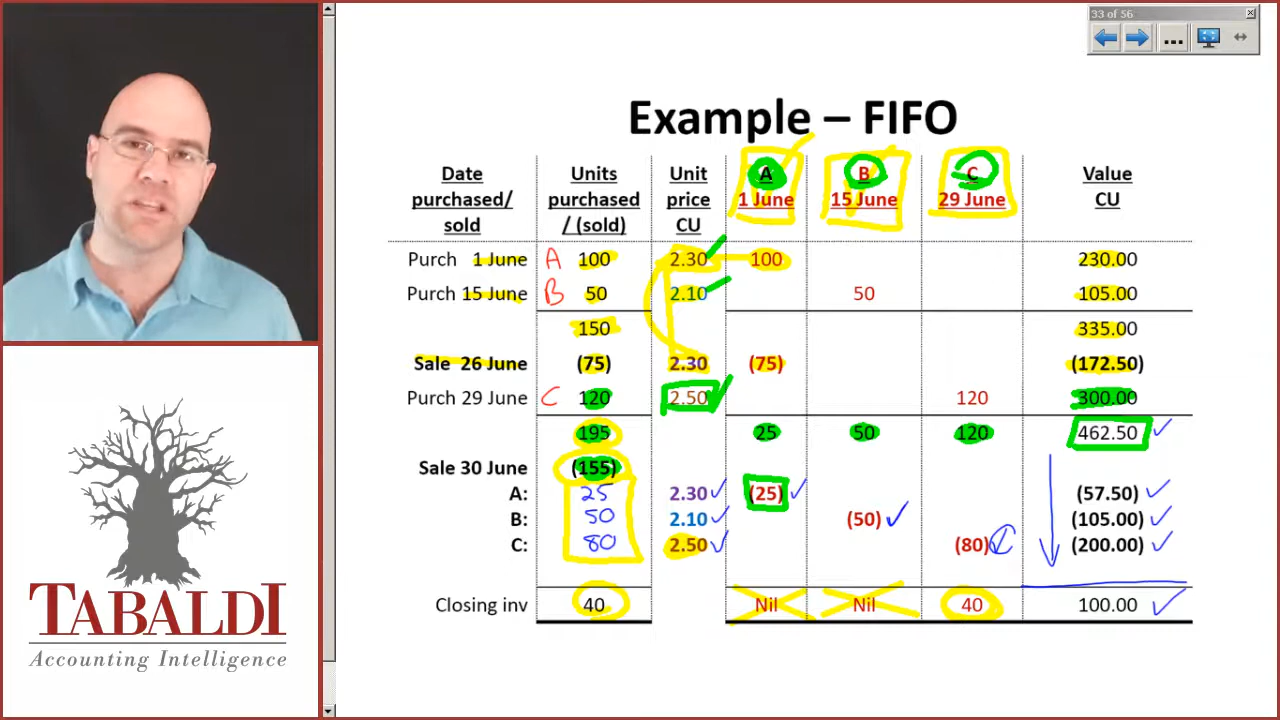 33 of 56
Example – FIFO
Date purchased/ sold Units purchased / (sold) Unit price CU A 1 June B 15 June C 29 June Value CU
Purch 1 June A 100 2.30 100 230.00
Purch 15 June B 50 2.10 50 105.00
150 335.00
Sale 26 June (75) 2.30 (75) (172.50)
Purch 29 June C 120 2.50 120 300.00
195 25 50 120 462.50
Sale 30 June (155)
A: 25 2.30 (25) (57.50)
B: 50 2.10 (50) (105.00)
C: 80 2.50 (80) (200.00)
Closing inv 40 Nil Nil 40 100.00
TABALDI
Accounting Intelligence